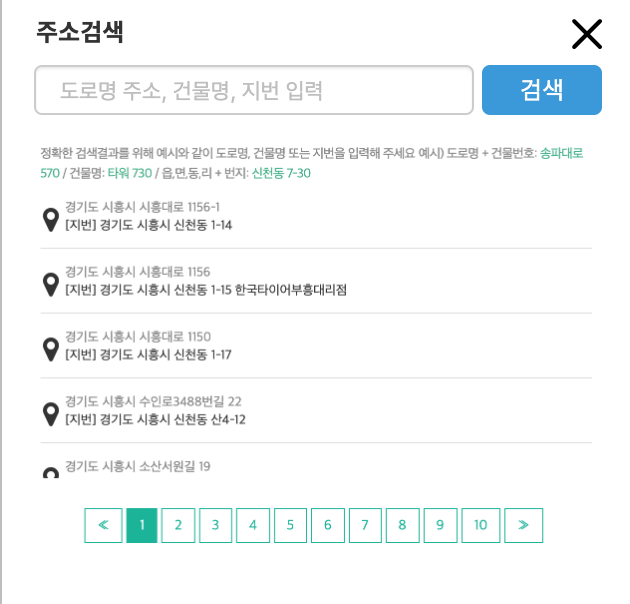 주소검색
도로명 주소, 건물명, 지번 입력
검색
정확한 검색결과를 위해 예시와 같이 도로명, 건물명 또는 지번을 입력해 주세요 예시) 도로명 + 건물번호: 송파대로
570 / 건물명: 타워 730 / 읍,면,동,리 + 번지: 신천동 7-30
경기도 시흥시 시흥대로 1156-1
[지번] 경기도 시흥시 신천동 1-14
경기도 시흥시 시흥대로 1156
[지번] 경기도 시흥시 신천동 1-15 한국타이어부흥대리점
경기도 시흥시 시흥대로 1150
[지번] 경기도 시흥시 신천동 1-17
경기도 시흥시 수인로3488번길 22
[지번] 경기도 시흥시 신천동 산4-12
경기도 시흥시 소산서원길 19
≪ 1 2 3 4 5 6 7 8 9 10 ≫